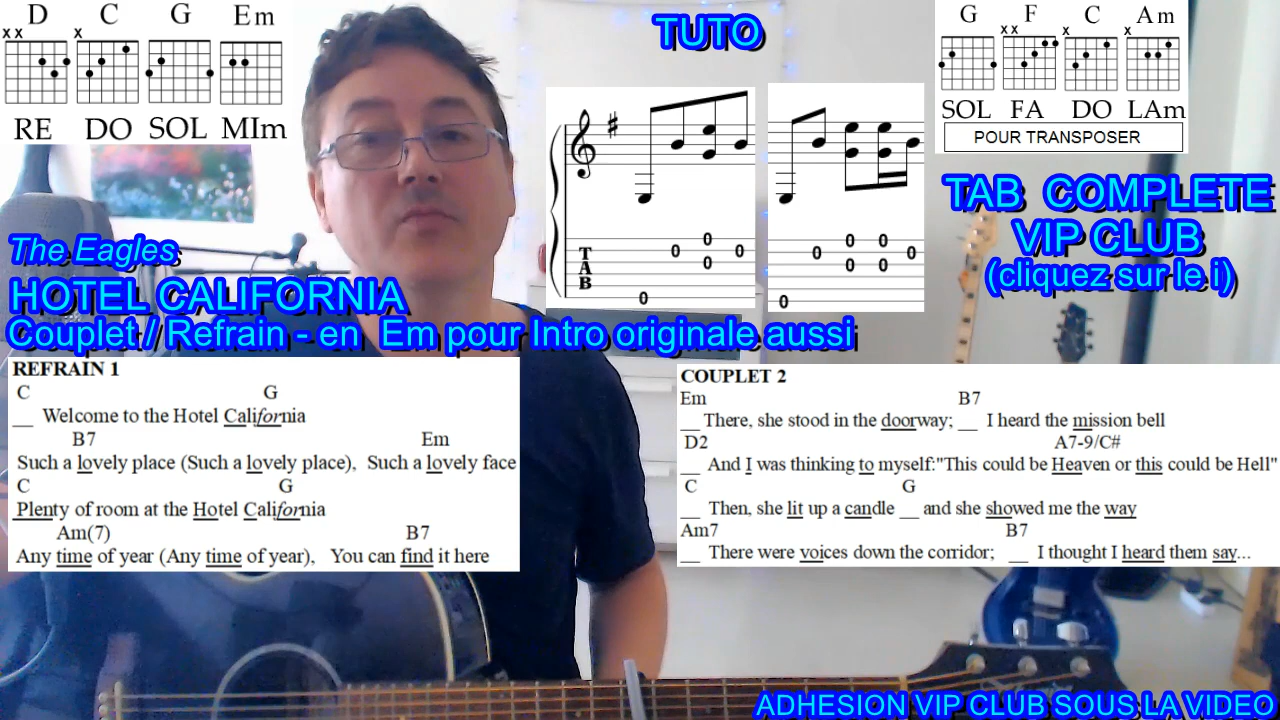 D C G Em
x x x
RE DO SOL MIm
TUTO
G F C Am
x x x x
SOL FA DO LAm
POUR TRANSPOSER
TAB COMPLETE
VIP CLUB
(cliquez sur le i)
T
A
B
0 0 0 0 0
0 0 0 0 0 0 0
The Eagles
HOTEL CALIFORNIA
Couplet / Refrain - en Em pour Intro originale aussi
REFRAIN 1
C G
__ Welcome to the Hotel California
B7 Em
Such a lovely place (Such a lovely place), Such a lovely face
C G
Plenty of room at the Hotel California
Am(7) B7
Any time of year (Any time of year), You can find it here
COUPLET 2
Em B7
__ There, she stood in the doorway; __ I heard the mission bell
D2 A7-9/C#
__ And I was thinking to myself:"This could be Heaven or this could be Hell"
C G
__ Then, she lit up a candle __ and she showed me the way
Am7 B7
__ There were voices down the corridor; __ I thought I heard them say...
ADHESION VIP CLUB SOUS LA VIDEO